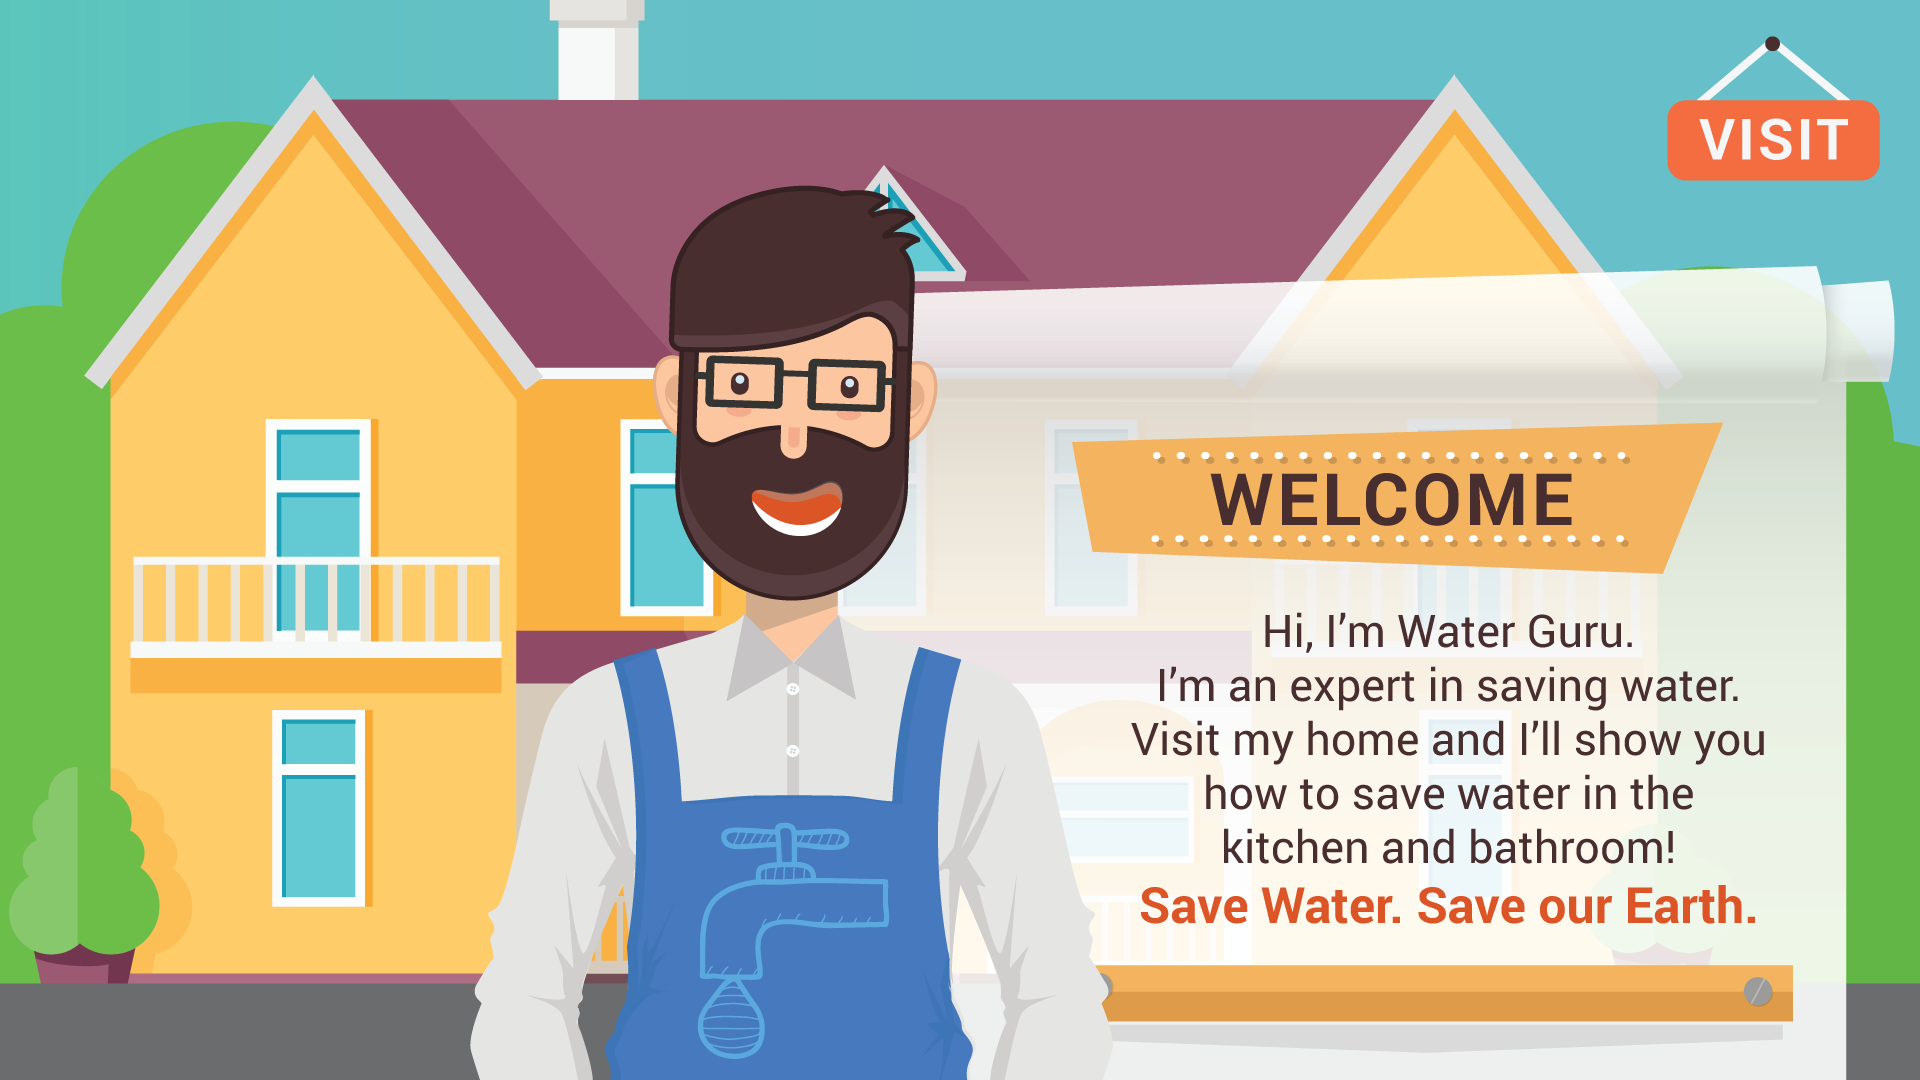 VISIT
WELCOME
Hi, I’m Water Guru.
I’m an expert in saving water.
Visit my home and I’ll show you
how to save water in the
kitchen and bathroom!
Save Water. Save our Earth.